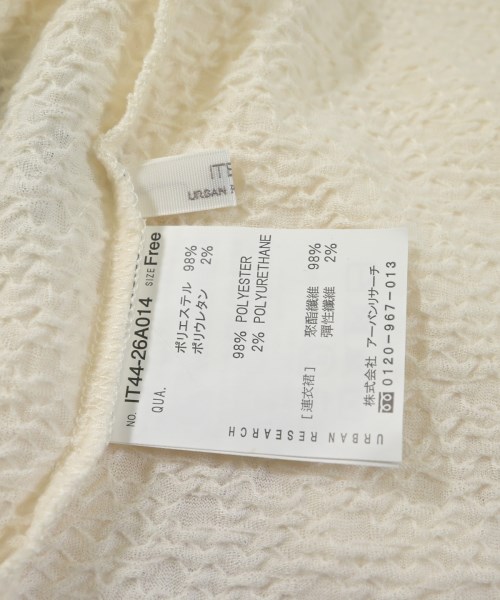 ITE
URBAN R
NO. IT44-26A014 SIZE Free
QUA.
ポリエステル 98%
ポリウレタン 2%
98% POLYESTER
2% POLYURETHANE
聚酯纖維 98%
彈性纖維 2%
[連衣裙]
株式会社 アーバンリサーチ
0120-967-013
URBAN RESEARCH